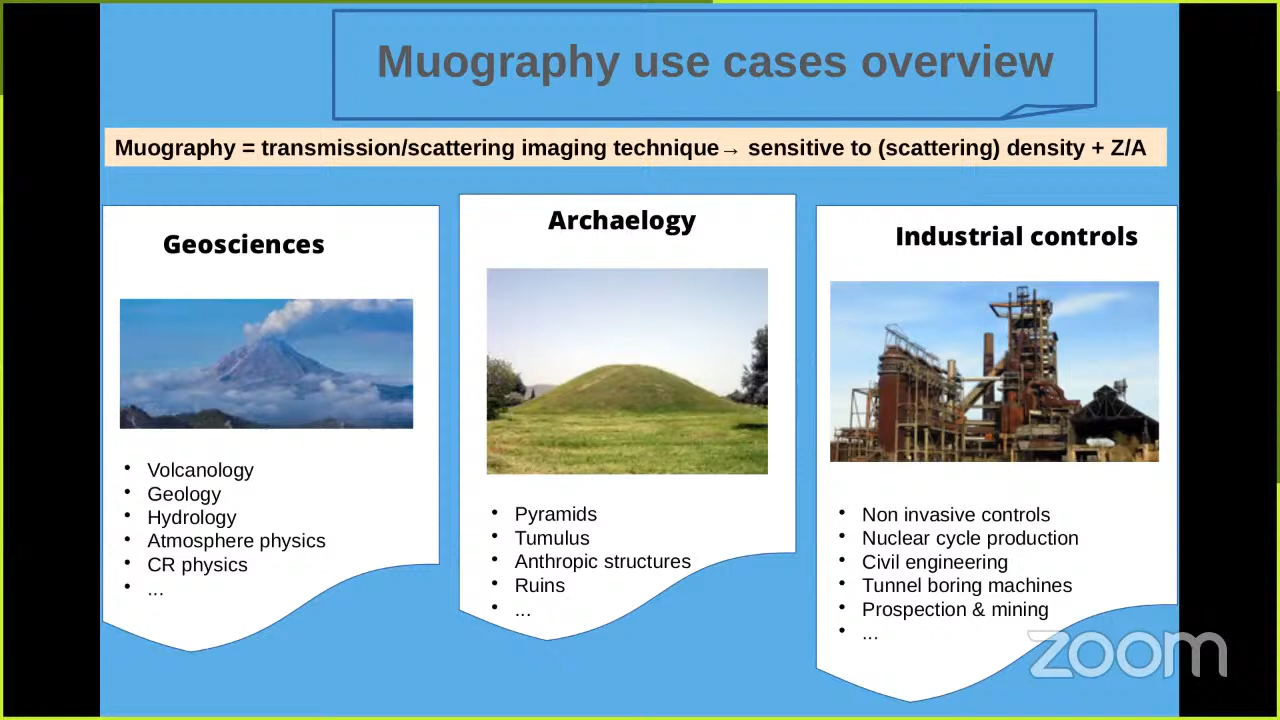 Muography use cases overview
Muography = transmission/scattering imaging technique→ sensitive to (scattering) density + Z/A
Geosciences
• Volcanology
• Geology
• Hydrology
• Atmosphere physics
• CR physics
• ...
Archaelogy
• Pyramids
• Tumulus
• Anthropic structures
• Ruins
• ...
Industrial controls
• Non invasive controls
• Nuclear cycle production
• Civil engineering
• Tunnel boring machines
• Prospection & mining
• ...
zoom